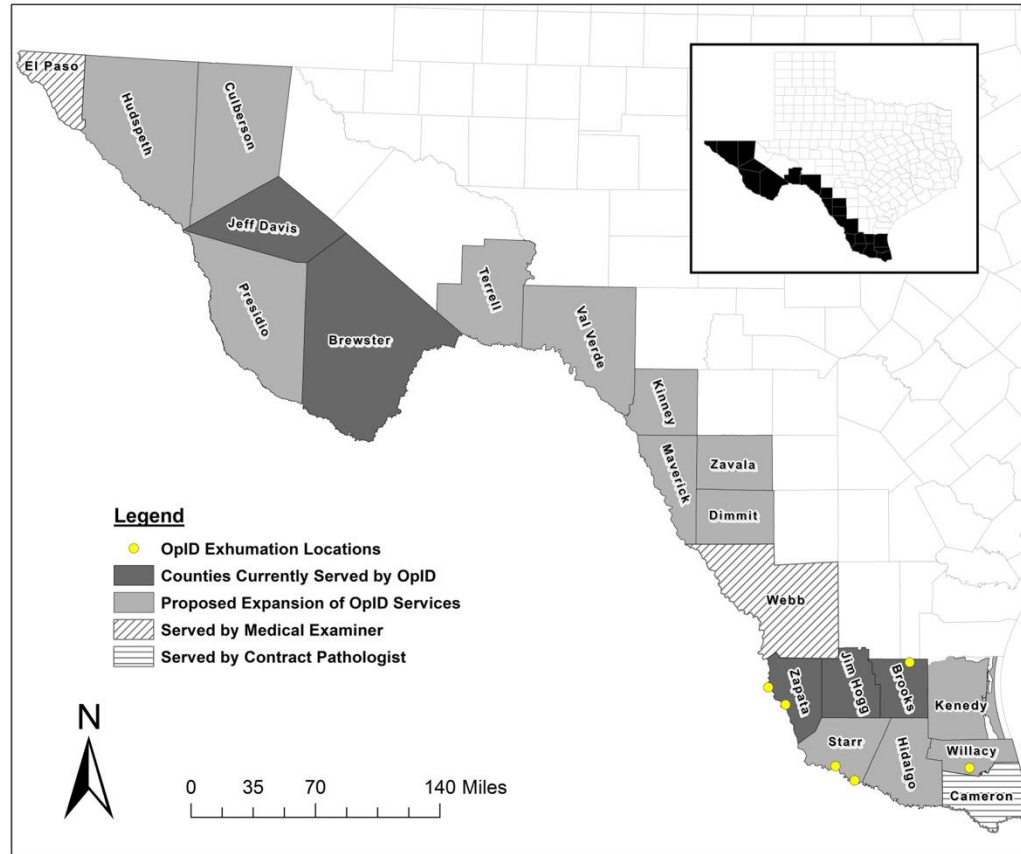 El Paso
Hudspeth
Culberson
Jeff Davis
Presidio
Brewster
Terrell
Val Verde
Kinney
Maverick
Zavala
Dimmit
Webb
Zapata
Jim Hogg
Brooks
Kenedy
Starr
Hidalgo
Willacy
Cameron
Legend
OpID Exhumation Locations
Counties Currently Served by OpID
Proposed Expansion of OpID Services
Served by Medical Examiner
Served by Contract Pathologist
N
0 35 70 140 Miles